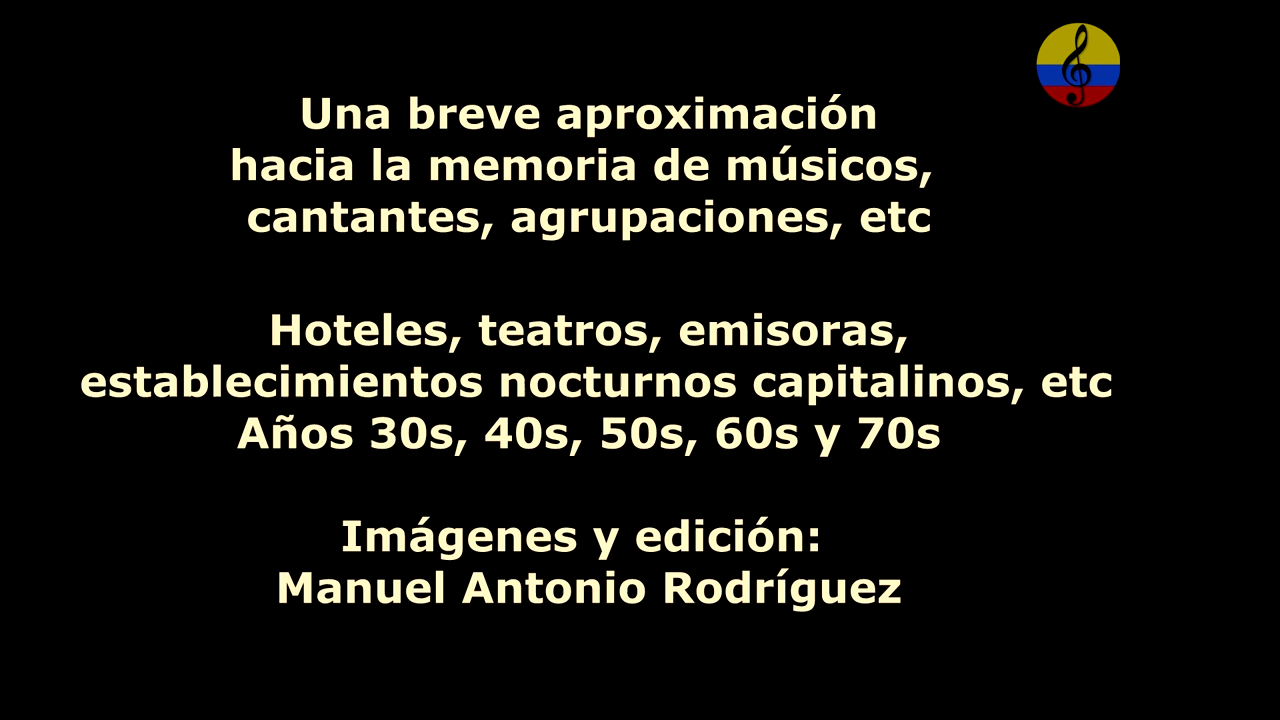 Una breve aproximación
hacia la memoria de músicos,
cantantes, agrupaciones, etc
Hoteles, teatros, emisoras,
establecimientos nocturnos capitalinos, etc
Años 30s, 40s, 50s, 60s y 70s
Imágenes y edición:
Manuel Antonio Rodríguez